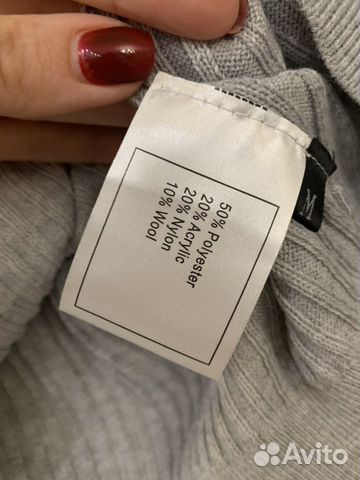 50% Polyester
20% Acrylic
20% Nylon
10% Wool
Avito